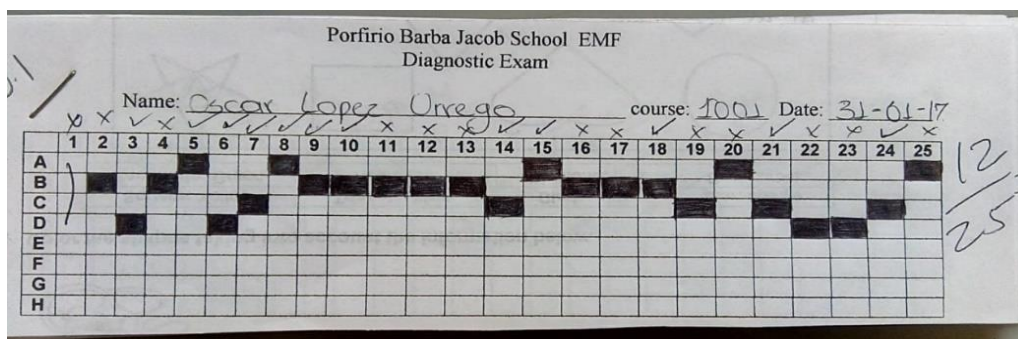 Porfirio Barba Jacob School EMF
Diagnostic Exam
Name: Oscar Lopez Urrego course: 1001 Date: 31-01-17
1 2 3 4 5 6 7 8 9 10 11 12 13 14 15 16 17 18 19 20 21 22 23 24 25
A
B
C
D
E
F
G
H
12
25